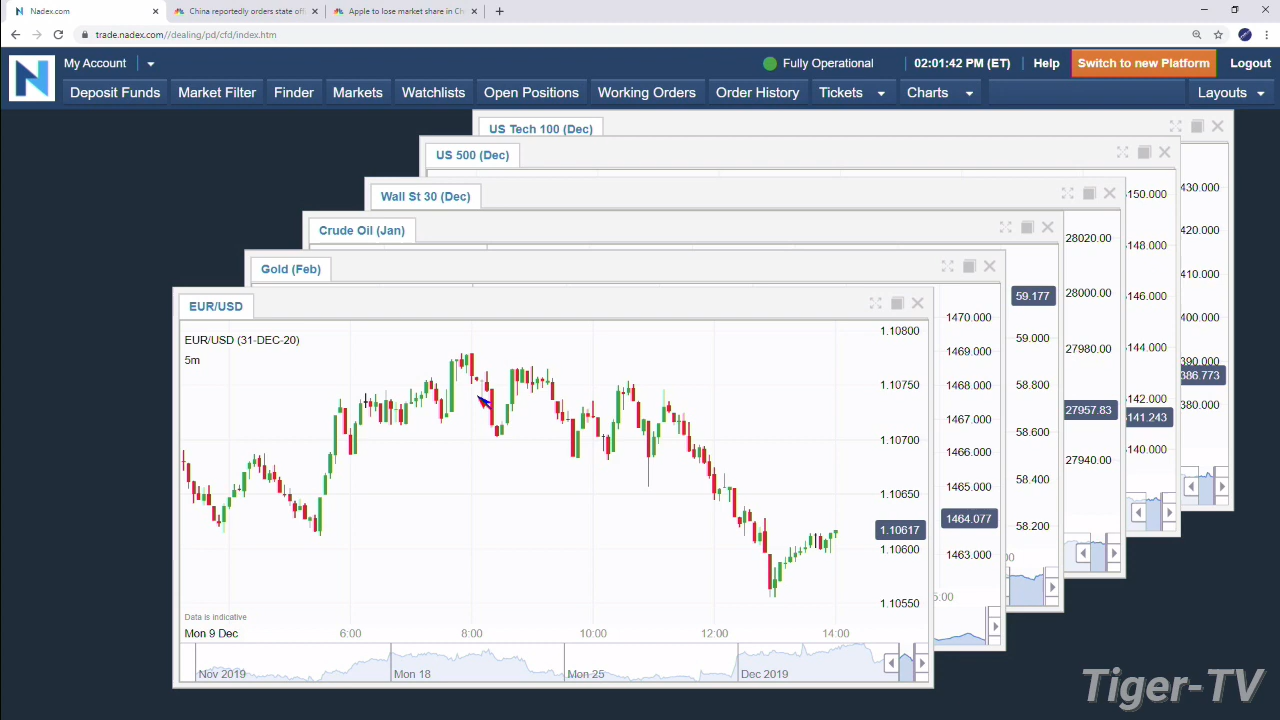 Nadex.com
China reportedly orders state off
Apple to lose market share in Ch
trade.nadex.com//dealing/pd/cfd/index.htm
N
My Account
Fully Operational
02:01:42 PM (ET)
Help
Switch to new Platform
Logout
Deposit Funds
Market Filter
Finder
Markets
Watchlists
Open Positions
Working Orders
Order History
Tickets
Charts
Layouts
US Tech 100 (Dec)
US 500 (Dec)
Wall St 30 (Dec)
Crude Oil (Jan)
Gold (Feb)
EUR/USD
EUR/USD (31-DEC-20)
5m
1.10800
1.10750
1.10700
1.10650
1.10617
1.10600
1.10550
Data is indicative
Mon 9 Dec
6:00
8:00
10:00
12:00
14:00
Nov 2019
Mon 18
Mon 25
Dec 2019
1470.000
1469.000
1468.000
1467.000
1466.000
1465.000
1464.077
1463.000
59.177
59.000
58.800
58.600
58.400
58.200
28020.00
28000.00
27980.00
27957.83
27940.00
150.000
148.000
146.000
144.000
142.000
141.243
140.000
430.000
420.000
410.000
400.000
390.000
386.773
380.000
Tiger-TV